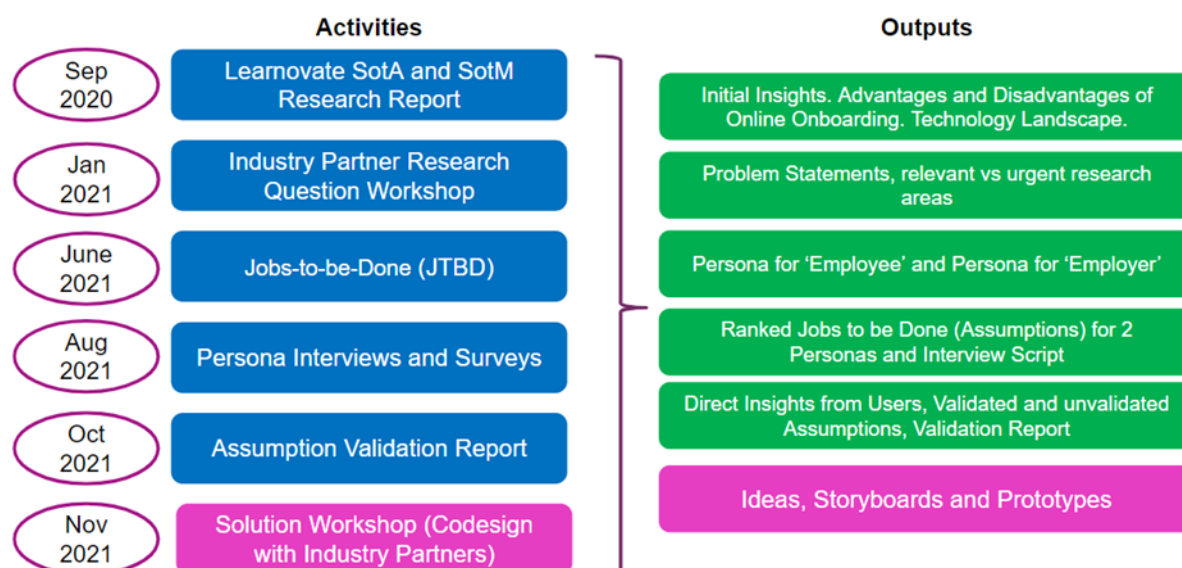 Activities
Outputs
Sep
2020
Learnovate SotA and SotM
Research Report
Jan
2021
Industry Partner Research
Question Workshop
June
2021
Jobs-to-be-Done (JTBD)
Aug
2021
Persona Interviews and Surveys
Oct
2021
Assumption Validation Report
Nov
2021
Solution Workshop (Codesign
with Industry Partners)
Initial Insights. Advantages and Disadvantages of
Online Onboarding. Technology Landscape.
Problem Statements, relevant vs urgent research
areas
Persona for ‘Employee’ and Persona for ‘Employer’
Ranked Jobs to be Done (Assumptions) for 2
Personas and Interview Script
Direct Insights from Users, Validated and unvalidated
Assumptions, Validation Report
Ideas, Storyboards and Prototypes